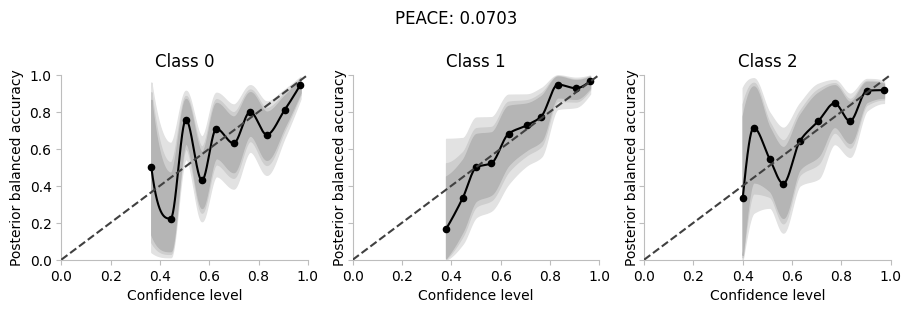 PEACE: 0.0703
Class 0
Class 1
Class 2
Posterior balanced accuracy
Posterior balanced accuracy
Posterior balanced accuracy
1.0
0.8
0.6
0.4
0.2
0.0
0.0 0.2 0.4 0.6 0.8 1.0
0.0 0.2 0.4 0.6 0.8 1.0
0.0 0.2 0.4 0.6 0.8 1.0
Confidence level
Confidence level
Confidence level